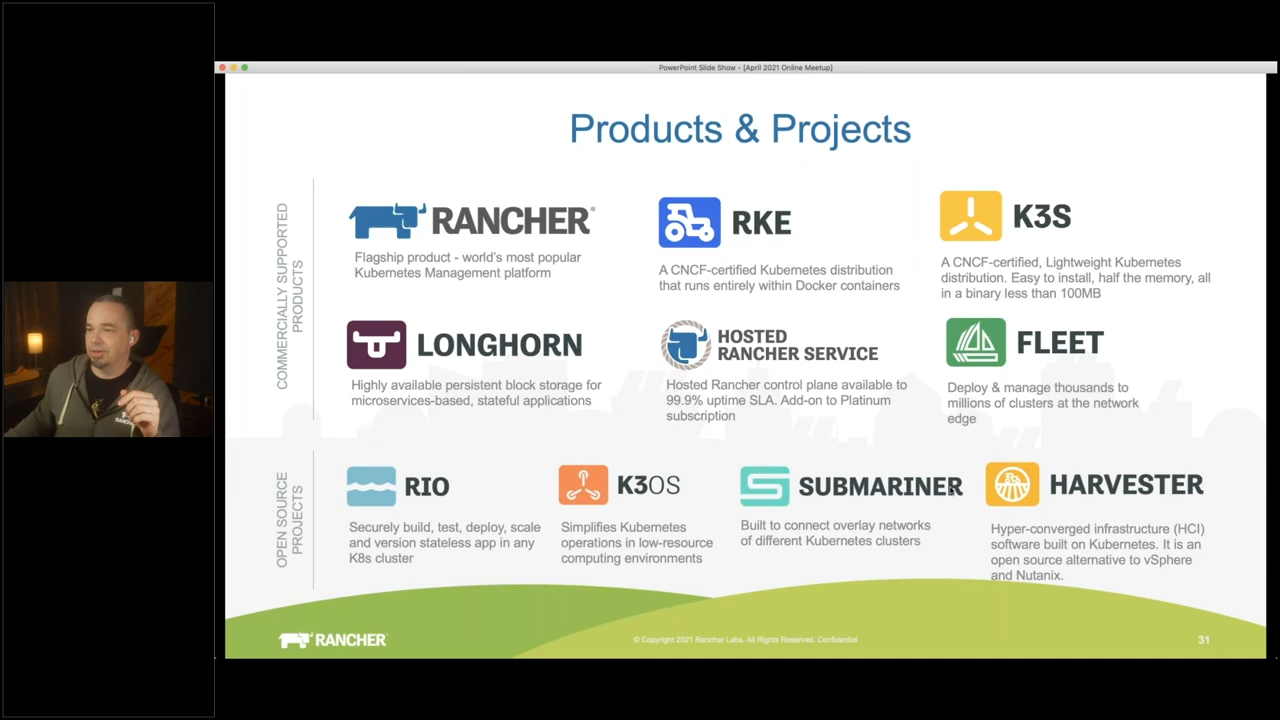 PowerPoint Slide Show - [April 2021 Online Meetup]
Products & Projects
COMMERCIALLY SUPPORTED
PRODUCTS
RANCHER®
Flagship product - world's most popular
Kubernetes Management platform
RKE
A CNCF-certified Kubernetes distribution
that runs entirely within Docker containers
K3S
A CNCF-certified, Lightweight Kubernetes
distribution. Easy to install, half the memory, all
in a binary less than 100MB
LONGHORN
Highly available persistent block storage for
microservices-based, stateful applications
HOSTED
RANCHER SERVICE
Hosted Rancher control plane available to
99.9% uptime SLA. Add-on to Platinum
subscription
FLEET
Deploy & manage thousands to
millions of clusters at the network
edge
OPEN SOURCE
PROJECTS
RIO
Securely build, test, deploy, scale
and version stateless app in any
K8s cluster
K3OS
Simplifies Kubernetes
operations in low-resource
computing environments
SUBMARINER
Built to connect overlay networks
of different Kubernetes clusters
HARVESTER
Hyper-converged infrastructure (HCI)
software built on Kubernetes. It is an
open source alternative to vSphere
and Nutanix.
RANCHER
© Copyright 2021 Rancher Labs. All Rights Reserved. Confidential
31